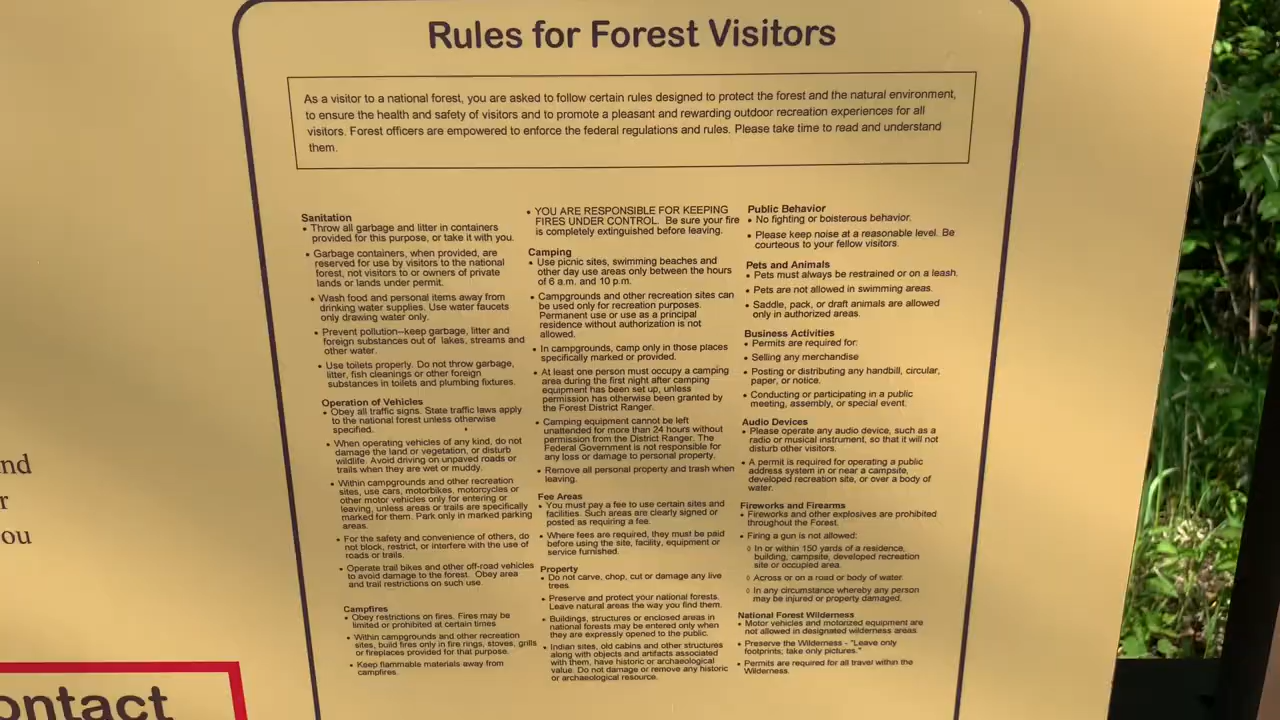 Rules for Forest Visitors
As a visitor to a national forest, you are asked to follow certain rules designed to protect the forest and the natural environment,
to ensure the health and safety of visitors and to promote a pleasant and rewarding outdoor recreation experiences for all
visitors. Forest officers are empowered to enforce the federal regulations and rules. Please take time to read and understand
them.
Sanitation
• Throw all garbage and litter in containers
provided for this purpose, or take it with you.
• Garbage containers, when provided, are
reserved for use by visitors to the national
forest, not visitors to or owners of private
lands or lands under permit.
• Wash food and personal items away from
drinking water supplies. Use water faucets
only drawing water only.
• Prevent pollution--keep garbage, litter and
foreign substances out of lakes, streams and
other water.
• Use toilets properly. Do not throw garbage,
litter, fish cleanings or other foreign
substances in toilets and plumbing fixtures.
Operation of Vehicles
• Obey all traffic signs. State traffic laws apply
to the national forest unless otherwise
specified.
• When operating vehicles of any kind, do not
damage the land or vegetation, or disturb
wildlife. Avoid driving on unpaved roads or
trails when they are wet or muddy.
• Within campgrounds and other recreation
sites, use cars, motorbikes, motorcycles or
other motor vehicles only for entering or
leaving, unless areas or trails are specifically
marked for them. Park only in marked parking
areas.
• For the safety and convenience of others, do
not block, restrict, or interfere with the use of
roads or trails.
• Operate trail bikes and other off-road vehicles
to avoid damage to the forest. Obey area
and trail restrictions on such use.
Campfires
• Obey restrictions on fires. Fires may be
limited or prohibited at certain times
• Within campgrounds and other recreation
sites, build fires only in fire rings, stoves, grills
or fireplaces provided for that purpose.
• Keep flammable materials away from
campfires.
• YOU ARE RESPONSIBLE FOR KEEPING
FIRES UNDER CONTROL. Be sure your fire
is completely extinguished before leaving.
Camping
• Use picnic sites, swimming beaches and
other day use areas only between the hours
of 6 a.m. and 10 p.m.
• Campgrounds and other recreation sites can
be used only for recreation purposes.
Permanent use or use as a principal
residence without authorization is not
allowed.
• In campgrounds, camp only in those places
specifically marked or provided.
• At least one person must occupy a camping
area during the first night after camping
equipment has been set up, unless
permission has otherwise been granted by
the Forest District Ranger.
• Camping equipment cannot be left
unattended for more than 24 hours without
permission from the District Ranger. The
Federal Government is not responsible for
any loss or damage to personal property.
• Remove all personal property and trash when
leaving.
Fee Areas
• You must pay a fee to use certain sites and
facilities. Such areas are clearly signed or
posted as requiring a fee.
• Where fees are required, they must be paid
before using the site, facility, equipment or
service furnished.
Property
• Do not carve, chop, cut or damage any live
trees.
• Preserve and protect your national forests.
Leave natural areas the way you find them.
• Buildings, structures or enclosed areas in
national forests may be entered only when
they are expressly opened to the public.
• Indian sites, old cabins and other structures
along with objects and artifacts associated
with them, have historic or archaeological
value. Do not damage or remove any historic
or archaeological resource.
Public Behavior
• No fighting or boisterous behavior.
• Please keep noise at a reasonable level. Be
courteous to your fellow visitors.
Pets and Animals
• Pets must always be restrained or on a leash.
• Pets are not allowed in swimming areas.
• Saddle, pack, or draft animals are allowed
only in authorized areas.
Business Activities
• Permits are required for:
• Selling any merchandise
• Posting or distributing any handbill, circular,
paper, or notice.
• Conducting or participating in a public
meeting, assembly, or special event.
Audio Devices
• Please operate any audio device, such as a
radio or musical instrument, so that it will not
disturb other visitors.
• A permit is required for operating a public
address system in or near a campsite,
developed recreation site, or over a body of
water.
Fireworks and Firearms
• Fireworks and other explosives are prohibited
throughout the Forest.
• Firing a gun is not allowed:
◊ In or within 150 yards of a residence,
building, campsite, developed recreation
site or occupied area.
◊ Across or on a road or body of water.
◊ In any circumstance whereby any person
may be injured or property damaged.
National Forest Wilderness
• Motor vehicles and motorized equipment are
not allowed in designated wilderness areas.
• Preserve the Wilderness - "Leave only
footprints; take only pictures."
• Permits are required for all travel within the
Wilderness.
nd
r
ou
ontact